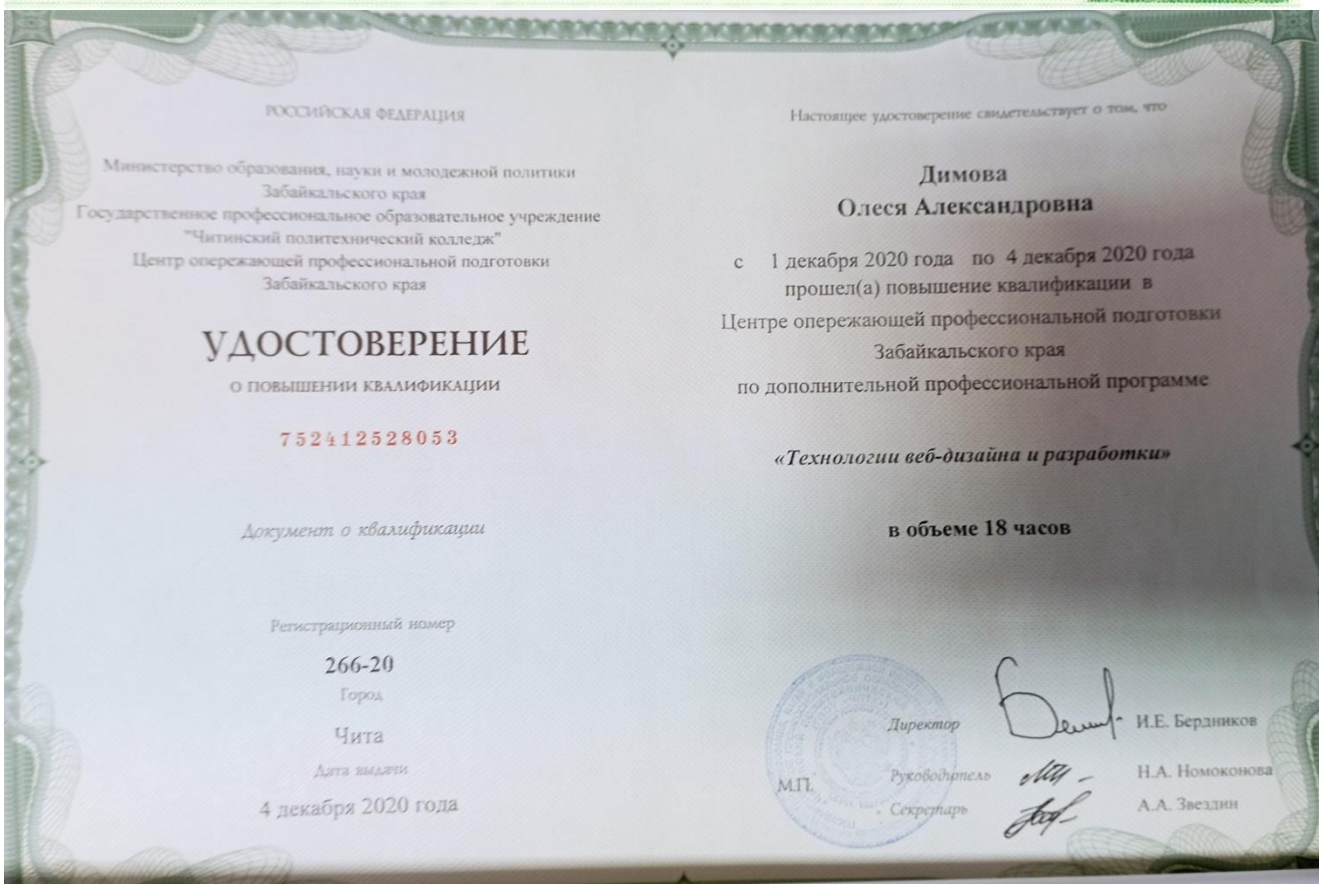 РОССИЙСКАЯ ФЕДЕРАЦИЯ
Министерство образования, науки и молодежной политики
Забайкальского края
Государственное профессиональное образовательное учреждение
"Читинский политехнический колледж"
Центр опережающей профессиональной подготовки
Забайкальского края
УДОСТОВЕРЕНИЕ
О ПОВЫШЕНИИ КВАЛИФИКАЦИИ
752412528053
Документ о квалификации
Регистрационный номер
266-20
Город
Чита
Дата выдачи
4 декабря 2020 года
Настоящее удостоверение свидетельствует о том, что
Димова
Олеся Александровна
с 1 декабря 2020 года по 4 декабря 2020 года
прошел(а) повышение квалификации в
Центре опережающей профессиональной подготовки
Забайкальского края
по дополнительной профессиональной программе
«Технологии веб-дизайна и разработки»
в объеме 18 часов
Директор И.Е. Бердников
М.П. Руководитель Н.А. Номоконова
Секретарь А.А. Звездин